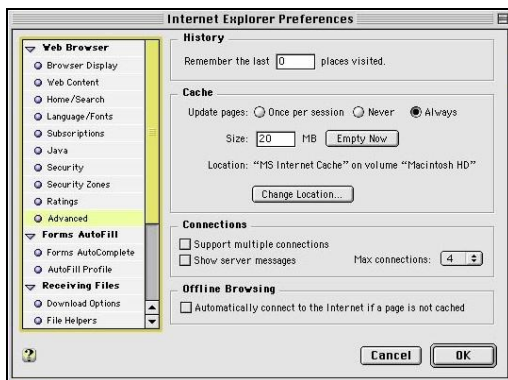 Internet Explorer Preferences
Web Browser
Browser Display
Web Content
Home/Search
Language/Fonts
Subscriptions
Java
Security
Security Zones
Ratings
Advanced
Forms AutoFill
Forms AutoComplete
AutoFill Profile
Receiving Files
Download Options
File Helpers
History
Remember the last 0 places visited.
Cache
Update pages: Once per session Never Always
Size: 20 MB Empty Now
Location: “MS Internet Cache” on volume “Macintosh HD”
Change Location...
Connections
Support multiple connections
Show server messages Max connections: 4
Offline Browsing
Automatically connect to the Internet if a page is not cached
? Cancel OK